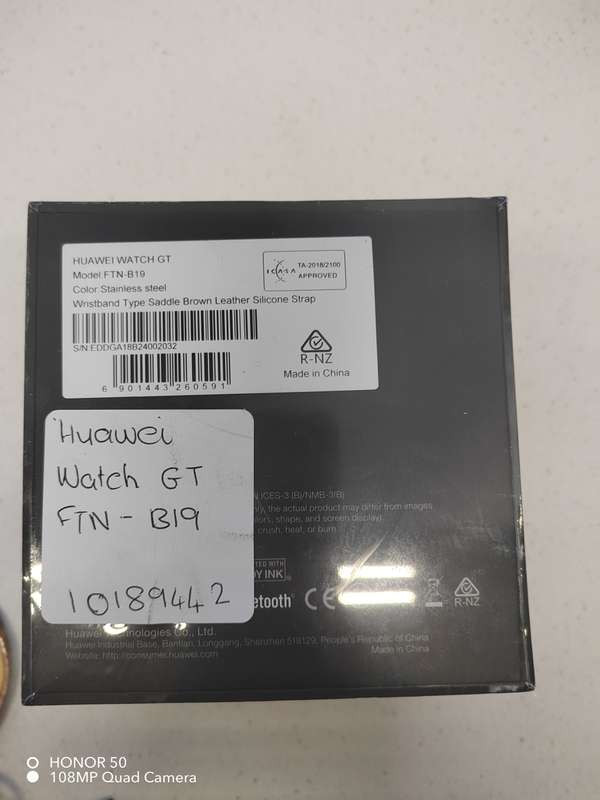 HUAWEI WATCH GT
Model FTN-B19
Color Stainless steel
Wristband Type Saddle Brown Leather Silicone Strap
ICASA
TA-2018/2100
APPROVED
S/N:EDDGA18B24002032
6 901443 260591
R-NZ
Made in China
Huawei
Watch GT
FTN - B19
10189442
ICES-3 (B)/NMB-3(B)
the actual product may differ from images
shape, and screen display)
crush, heat, or burn
WITH
INK
CE
R-NZ
Huawei Technologies Co., Ltd.
Huawei Industrial Base, Bantian, Longgang, Shenzhen 518129, People's Republic of China
Website: http://consumer.huawei.com
Made in China
HONOR 50
108MP Quad Camera